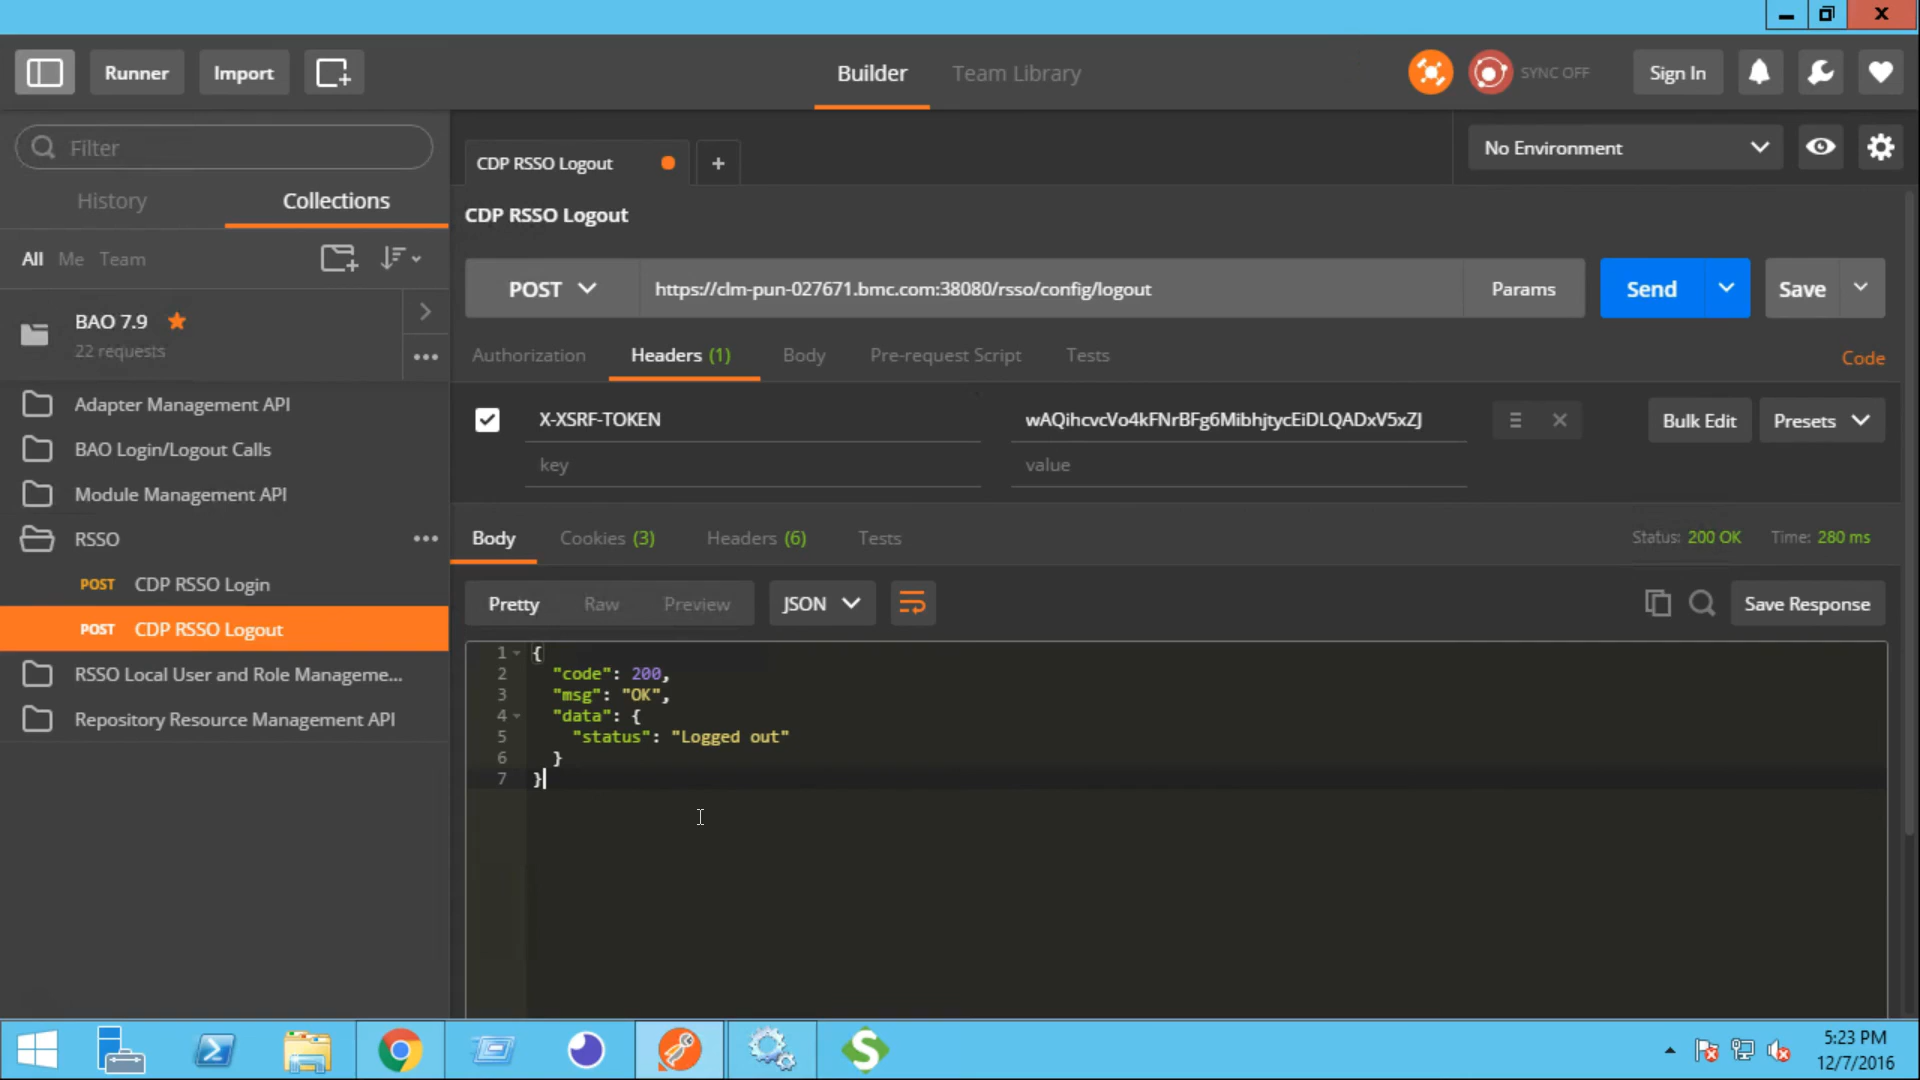 Runner
Import
Builder
Team Library
SYNC OFF
Sign In
Filter
History
Collections
All Me Team
BAO 7.9
22 requests
Adapter Management API
BAO Login/Logout Calls
Module Management API
RSSO
POST CDP RSSO Login
POST CDP RSSO Logout
RSSO Local User and Role Manageme...
Repository Resource Management API
CDP RSSO Logout
No Environment
CDP RSSO Logout
POST
https://clm-pun-027671.bmc.com:38080/rsso/config/logout
Params
Send
Save
Authorization
Headers (1)
Body
Pre-request Script
Tests
Code
X-XSRF-TOKEN
wAQihcvcVo4kFNrBFg6MibhjtycEiDLQADxV5xZJ
Bulk Edit
Presets
key
value
Body
Cookies (3)
Headers (6)
Tests
Status: 200 OK
Time: 280 ms
Pretty
Raw
Preview
JSON
Save Response
1 {
2 "code": 200,
3 "msg": "OK",
4 "data": {
5 "status": "Logged out"
6 }
7 }
5:23 PM
12/7/2016